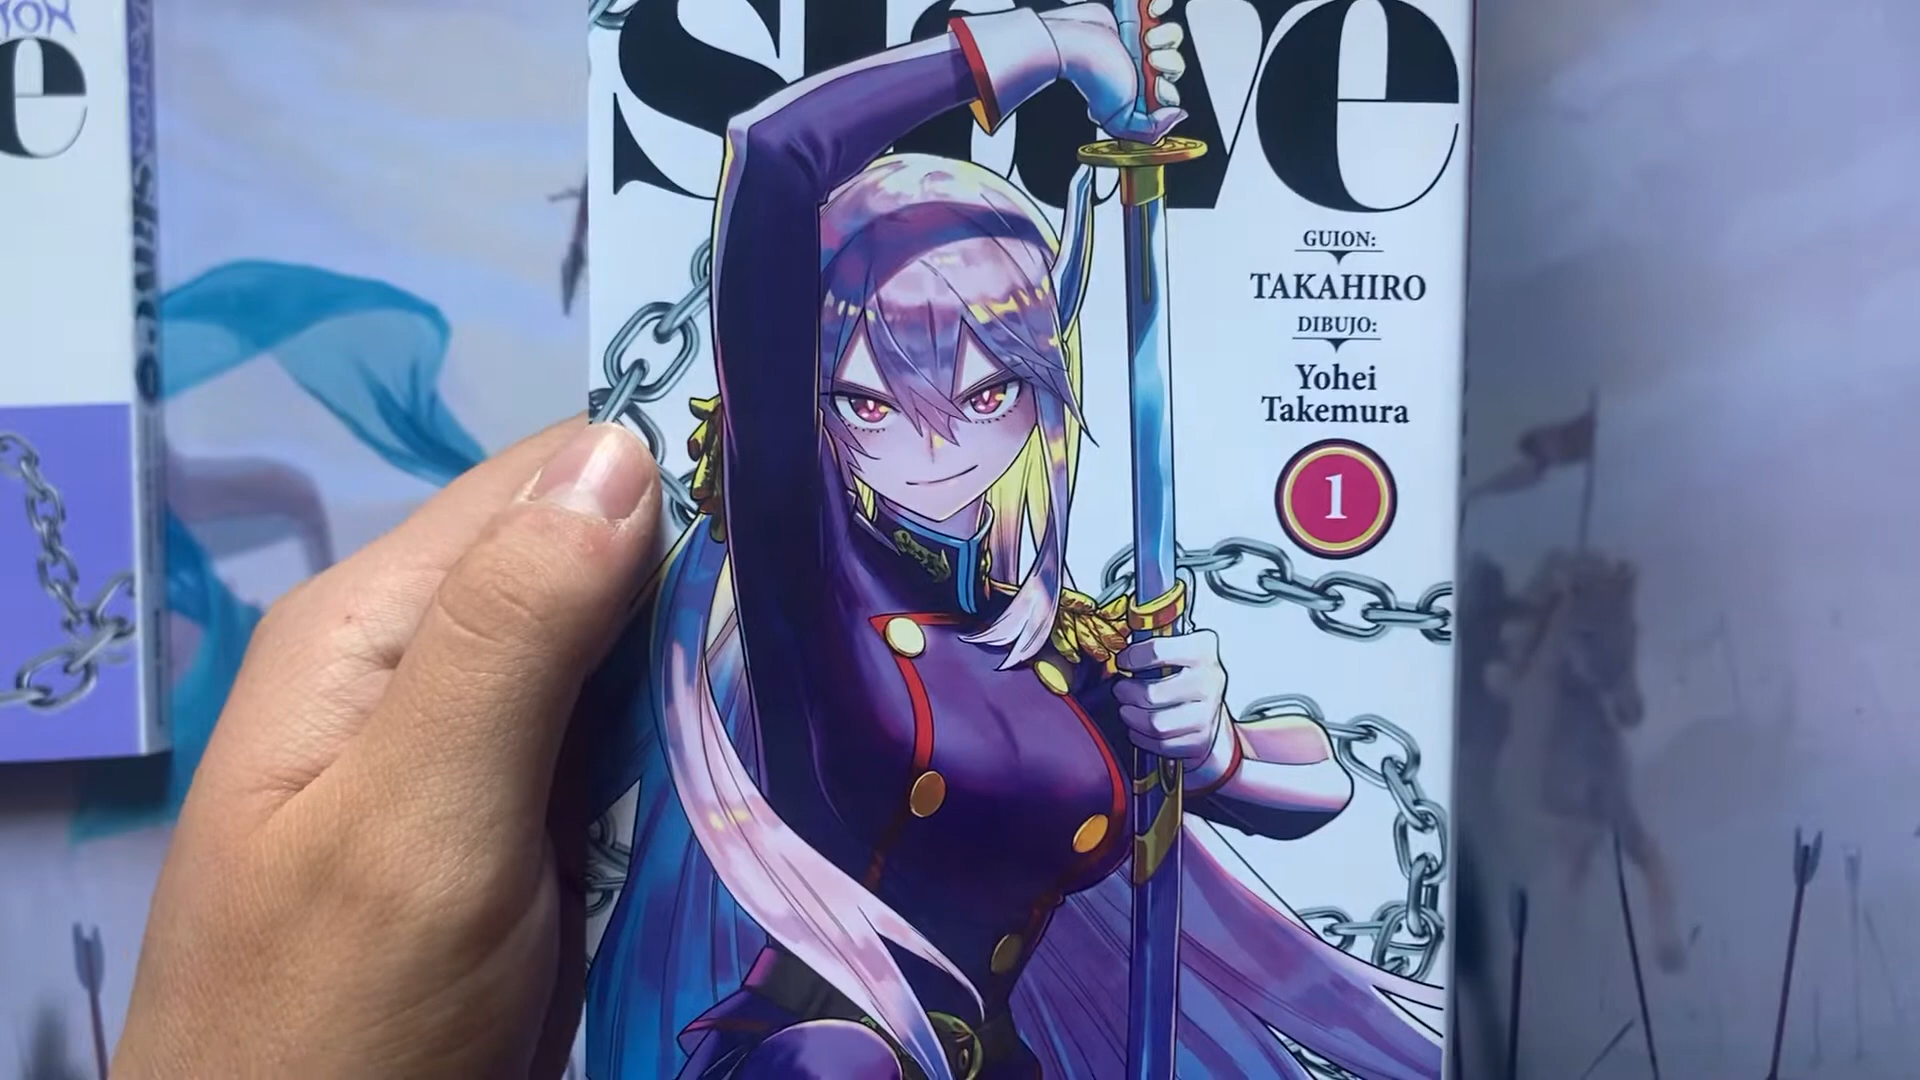 Slave
GUION:
TAKAHIRO
DIBUJO:
Yohei
Takemura
1